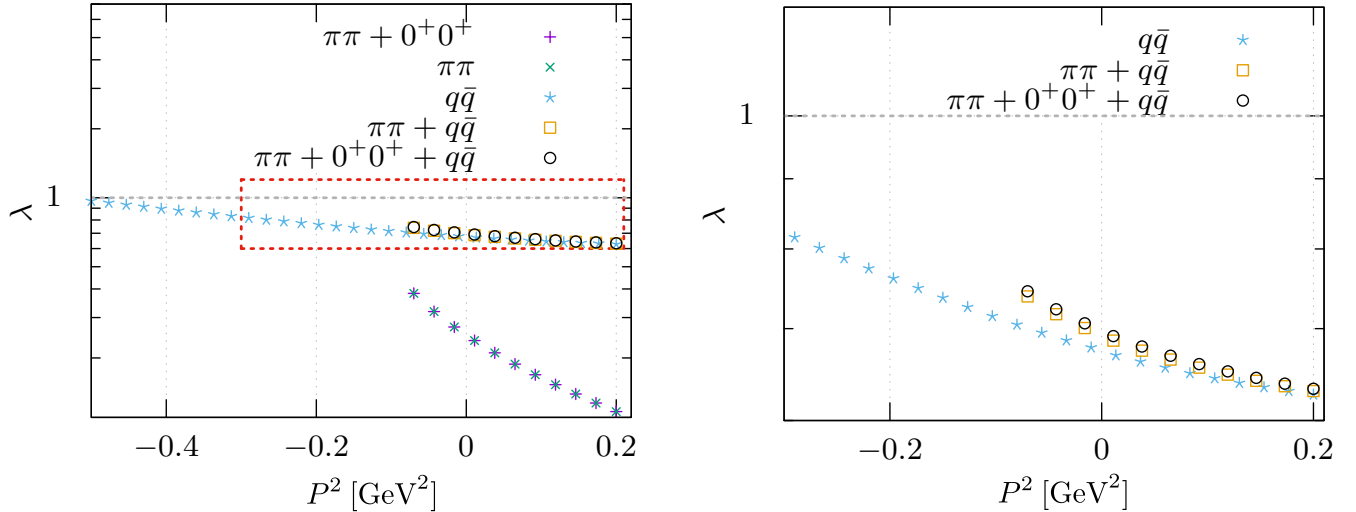 ππ + 0⁺0⁺
ππ
qq̄
ππ + qq̄
ππ + 0⁺0⁺ + qq̄
1
λ
−0.4
−0.2
0
0.2
P² [GeV²]
qq̄
ππ + qq̄
ππ + 0⁺0⁺ + qq̄
1
λ
−0.2
0
0.2
P² [GeV²]